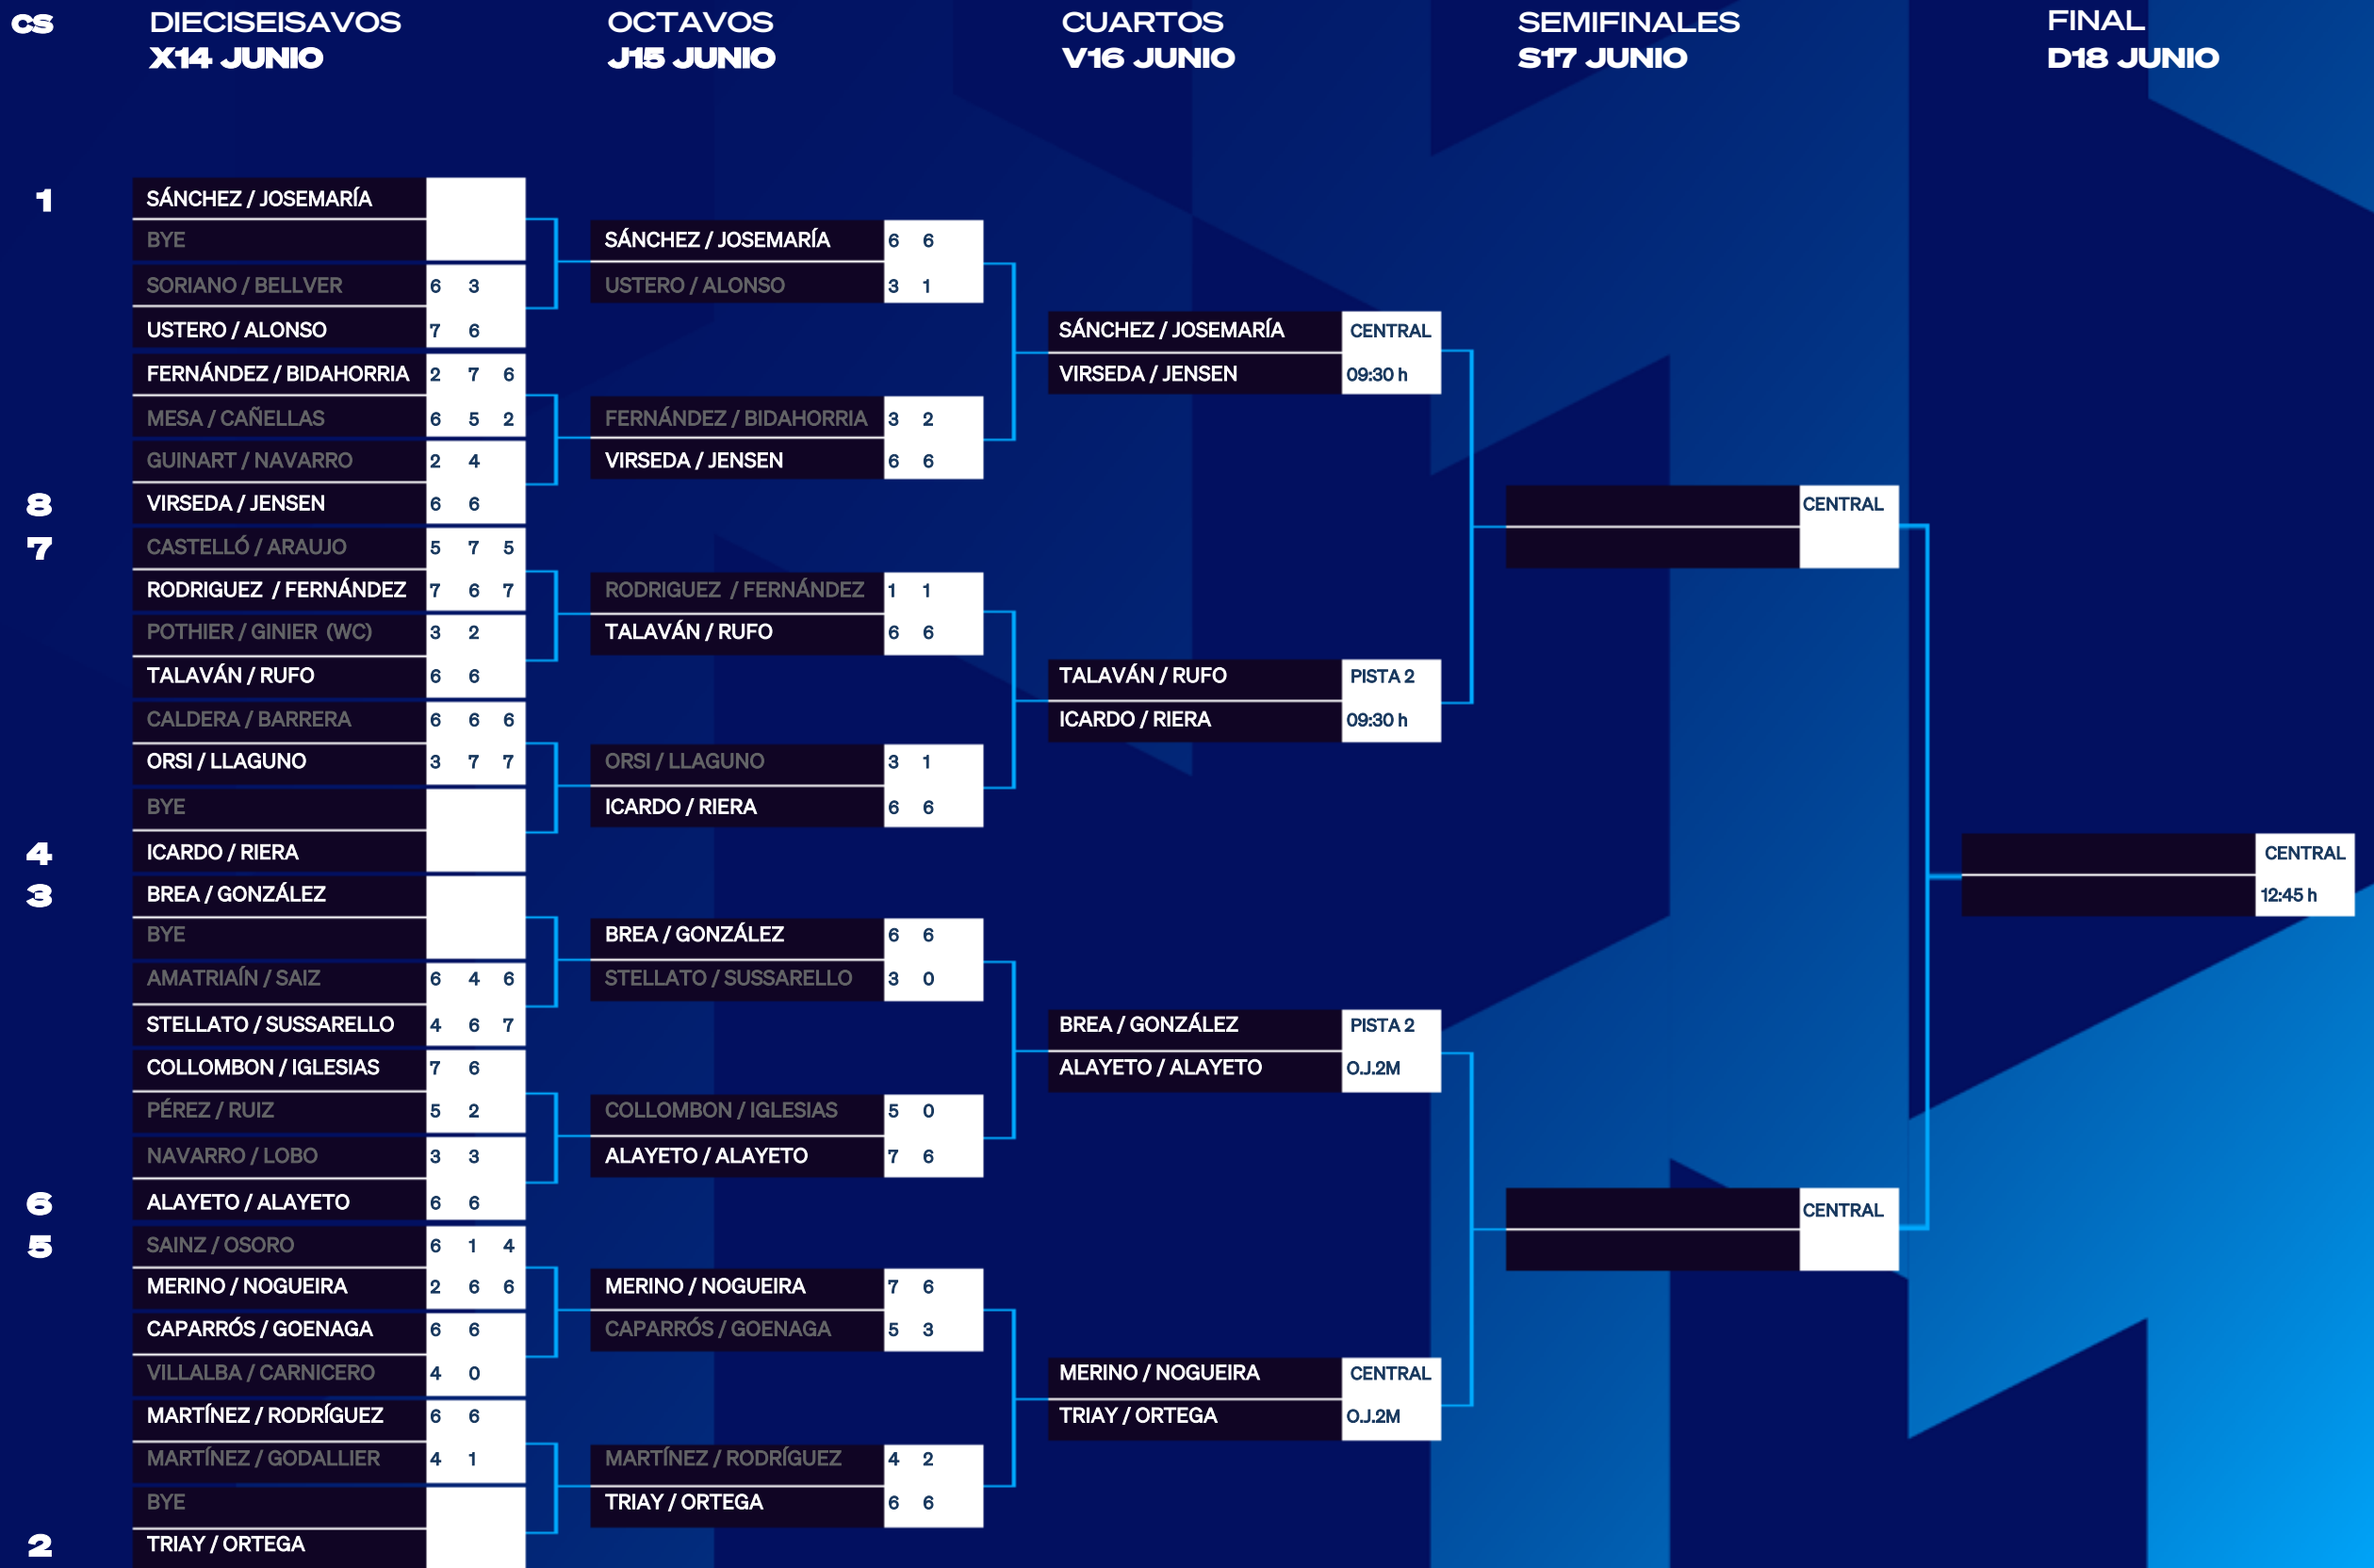 CS
DIECISEISAVOS
X14 JUNIO
OCTAVOS
J15 JUNIO
CUARTOS
V16 JUNIO
SEMIFINALES
S17 JUNIO
FINAL
D18 JUNIO
1
SÁNCHEZ / JOSEMARÍA
BYE
SORIANO / BELLVER 6 3
USTERO / ALONSO 7 6
FERNÁNDEZ / BIDAHORRIA 2 7 6
MESA / CAÑELLAS 6 5 2
GUINART / NAVARRO 2 4
8
VIRSEDA / JENSEN 6 6
7
CASTELLÓ / ARAUJO 5 7 5
RODRIGUEZ / FERNÁNDEZ 7 6 7
POTHIER / GINIER (WC) 3 2
TALAVÁN / RUFO 6 6
CALDERA / BARRERA 6 6 6
ORSI / LLAGUNO 3 7 7
BYE
4
ICARDO / RIERA
3
BREA / GONZÁLEZ
BYE
AMATRIAÍN / SAIZ 6 4 6
STELLATO / SUSSARELLO 4 6 7
COLLOMBON / IGLESIAS 7 6
PÉREZ / RUIZ 5 2
NAVARRO / LOBO 3 3
6
ALAYETO / ALAYETO 6 6
5
SAINZ / OSORO 6 1 4
MERINO / NOGUEIRA 2 6 6
CAPARRÓS / GOENAGA 6 6
VILLALBA / CARNICERO 4 0
MARTÍNEZ / RODRÍGUEZ 6 6
MARTÍNEZ / GODALLIER 4 1
BYE
2
TRIAY / ORTEGA
SÁNCHEZ / JOSEMARÍA 6 6
USTERO / ALONSO 3 1
FERNÁNDEZ / BIDAHORRIA 3 2
VIRSEDA / JENSEN 6 6
RODRIGUEZ / FERNÁNDEZ 1 1
TALAVÁN / RUFO 6 6
ORSI / LLAGUNO 3 1
ICARDO / RIERA 6 6
BREA / GONZÁLEZ 6 6
STELLATO / SUSSARELLO 3 0
COLLOMBON / IGLESIAS 5 0
ALAYETO / ALAYETO 7 6
MERINO / NOGUEIRA 7 6
CAPARRÓS / GOENAGA 5 3
MARTÍNEZ / RODRÍGUEZ 4 2
TRIAY / ORTEGA 6 6
SÁNCHEZ / JOSEMARÍA CENTRAL
VIRSEDA / JENSEN 09:30 h
TALAVÁN / RUFO PISTA 2
ICARDO / RIERA 09:30 h
BREA / GONZÁLEZ PISTA 2
ALAYETO / ALAYETO O.J.2M
MERINO / NOGUEIRA CENTRAL
TRIAY / ORTEGA O.J.2M
CENTRAL
CENTRAL
CENTRAL
12:45 h